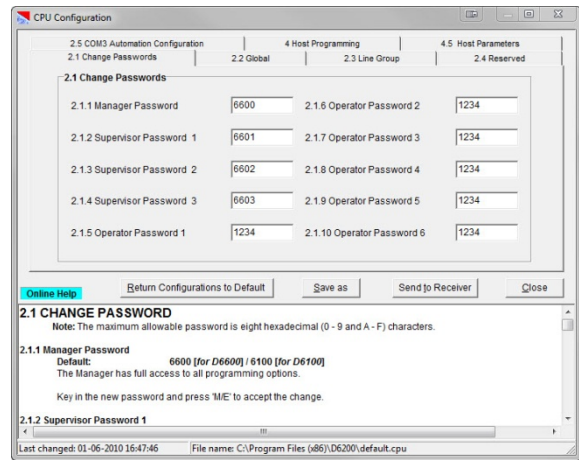 CPU Configuration
2.5 COM3 Automation Configuration 4 Host Programming 4.5 Host Parameters
2.1 Change Passwords 2.2 Global 2.3 Line Group 2.4 Reserved
2.1 Change Passwords
2.1.1 Manager Password 6600 2.1.6 Operator Password 2 1234
2.1.2 Supervisor Password 1 6601 2.1.7 Operator Password 3 1234
2.1.3 Supervisor Password 2 6602 2.1.8 Operator Password 4 1234
2.1.4 Supervisor Password 3 6603 2.1.9 Operator Password 5 1234
2.1.5 Operator Password 1 1234 2.1.10 Operator Password 6 1234
Online Help Return Configurations to Default Save as Send to Receiver Close
2.1 CHANGE PASSWORD
Note: The maximum allowable password is eight hexadecimal (0 - 9 and A - F) characters.
2.1.1 Manager Password
Default: 6600 [for D6600] / 6100 [for D6100]
The Manager has full access to all programming options.
Key in the new password and press 'M/E' to accept the change.
2.1.2 Supervisor Password 1
Last changed: 01-06-2010 16:47:46 File name: C:\Program Files (x86)\D6200\default.cpu